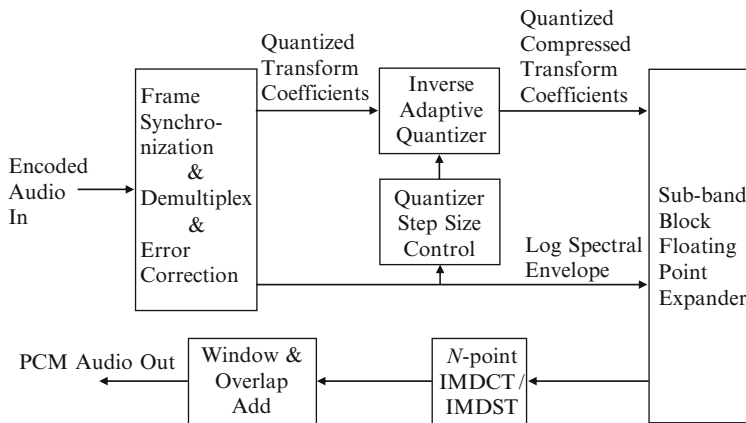 Quantized
Transform
Coefficients
Quantized
Compressed
Transform
Coefficients
Frame
Synchro-
nization
&
Demultiplex
&
Error
Correction
Inverse
Adaptive
Quantizer
Encoded
Audio
In
Quantizer
Step Size
Control
Log Spectral
Envelope
Sub-band
Block
Floating
Point
Expander
PCM Audio Out
Window &
Overlap
Add
N-point
IMDCT/
IMDST